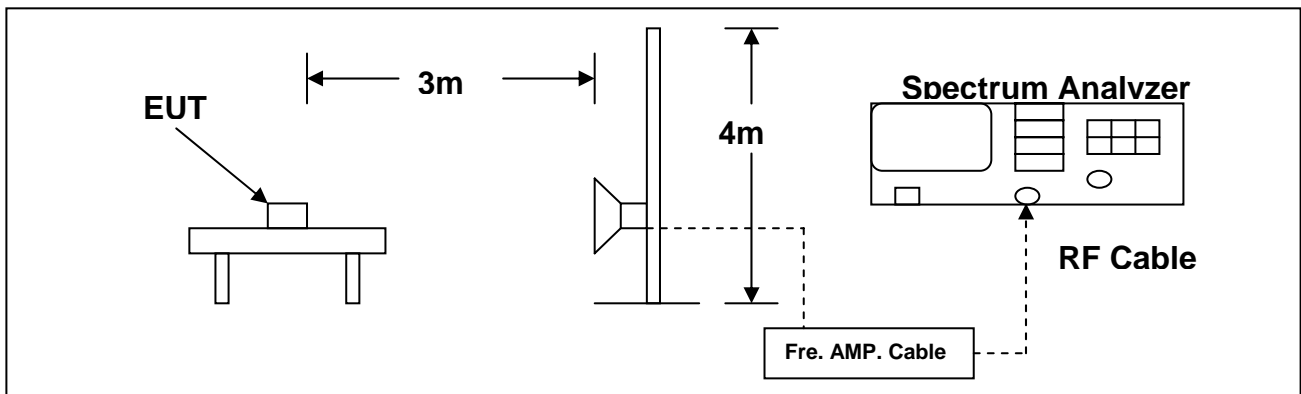 3m
Spectrum Analyzer
EUT
4m
RF Cable
Fre. AMP. Cable